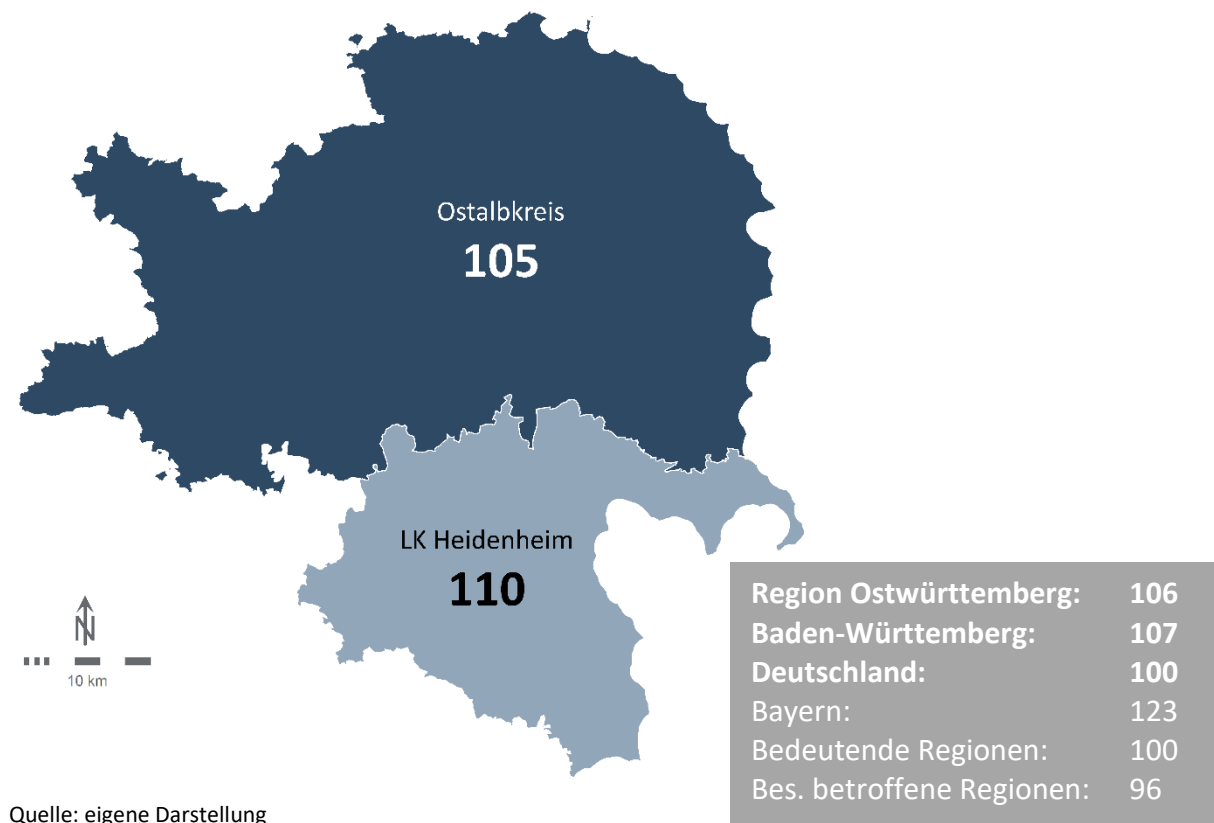 Ostalbkreis
105
LK Heidenheim
110
N
10 km
Region Ostwürttemberg: 106
Baden-Württemberg: 107
Deutschland: 100
Bayern: 123
Bedeutende Regionen: 100
Bes. betroffene Regionen: 96
Quelle: eigene Darstellung